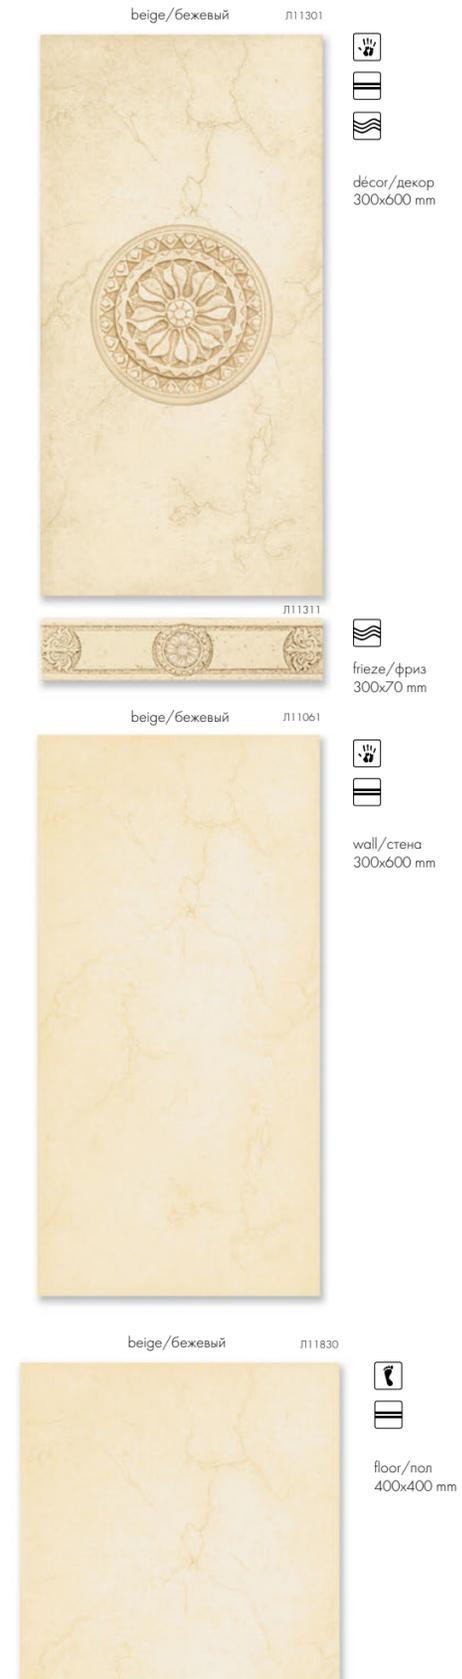 beige/бежевый Л11301
décor/декор
300x600 mm
Л11311
frieze/фриз
300x70 mm
beige/бежевый Л11061
wall/стена
300x600 mm
beige/бежевый Л11830
floor/пол
400x400 mm